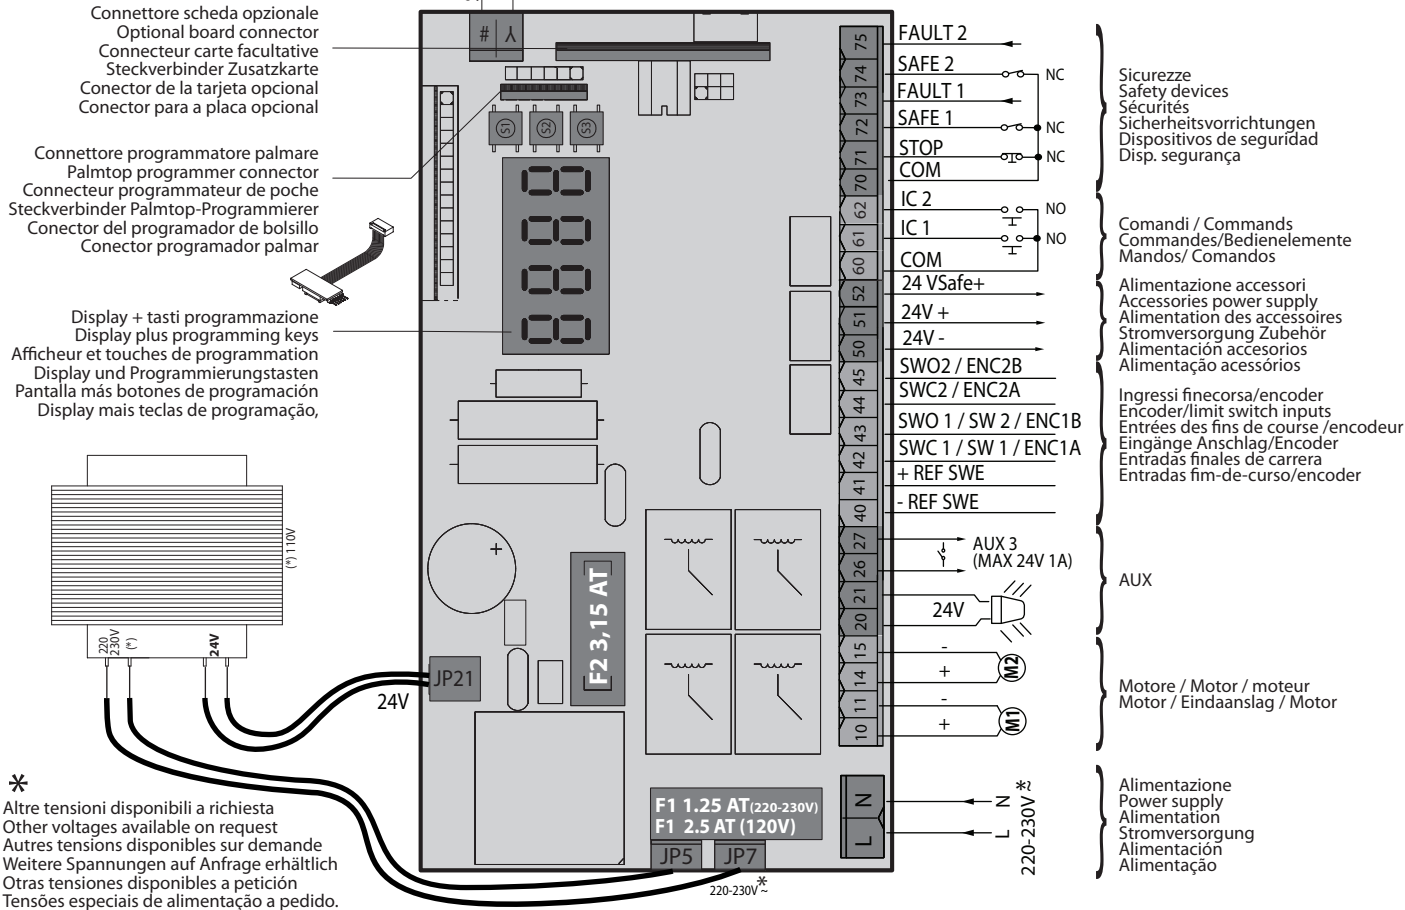 Connettore scheda opzionale
Optional board connector
Connecteur carte facultative
Steckverbinder Zusatzkarte
Conector de la tarjeta opcional
Conector para a placa opcional
Connettore programmatore palmare
Palmtop programmer connector
Connecteur programmateur de poche
Steckverbinder Palmtop-Programmierer
Conector del programador de bolsillo
Conector programador palmar
Display + tasti programmazione
Display plus programming keys
Afficheur et touches de programmation
Display und Programmierungstasten
Pantalla más botones de programación
Display mais teclas de programação,
(*) 110V
220
230V
(*)
24V
24V
*
Altre tensioni disponibili a richiesta
Other voltages available on request
Autres tensions disponibles sur demande
Weitere Spannungen auf Anfrage erhältlich
Otras tensiones disponibles a petición
Tensões especiais de alimentação a pedido.
# Y
S1 S2 S3
+
F2 3,15 AT
JP21
F1 1.25 AT(220-230V)
F1 2.5 AT (120V)
JP5 JP7
220-230V~*
75 FAULT 2
74 SAFE 2 NC
73 FAULT 1
72 SAFE 1 NC
71 STOP NC
70 COM
62 IC 2 NO
61 IC 1 NO
60 COM
52 24 VSafe+
51 24V +
50 24V -
45 SWO2 / ENC2B
44 SWC2 / ENC2A
43 SWO 1 / SW 2 / ENC1B
42 SWC 1 / SW 1 / ENC1A
41 + REF SWE
40 - REF SWE
27 AUX 3
26 (MAX 24V 1A)
21
20 24V
15 -
14 + M2
11 -
10 + M1
N N
L L
220-230V~*
Sicurezze
Safety devices
Sécurités
Sicherheitsvorrichtungen
Dispositivos de seguridad
Disp. segurança
Comandi / Commands
Commandes/Bedienelemente
Mandos/ Comandos
Alimentazione accessori
Accessories power supply
Alimentation des accessoires
Stromversorgung Zubehör
Alimentación accesorios
Alimentação acessórios
Ingressi finecorsa/encoder
Encoder/limit switch inputs
Entrées des fins de course /encodeur
Eingänge Anschlag/Encoder
Entradas finales de carrera
Entradas fim-de-curso/encoder
AUX
Motore / Motor / moteur
Motor / Eindaanslag / Motor
Alimentazione
Power supply
Alimentation
Stromversorgung
Alimentación
Alimentação